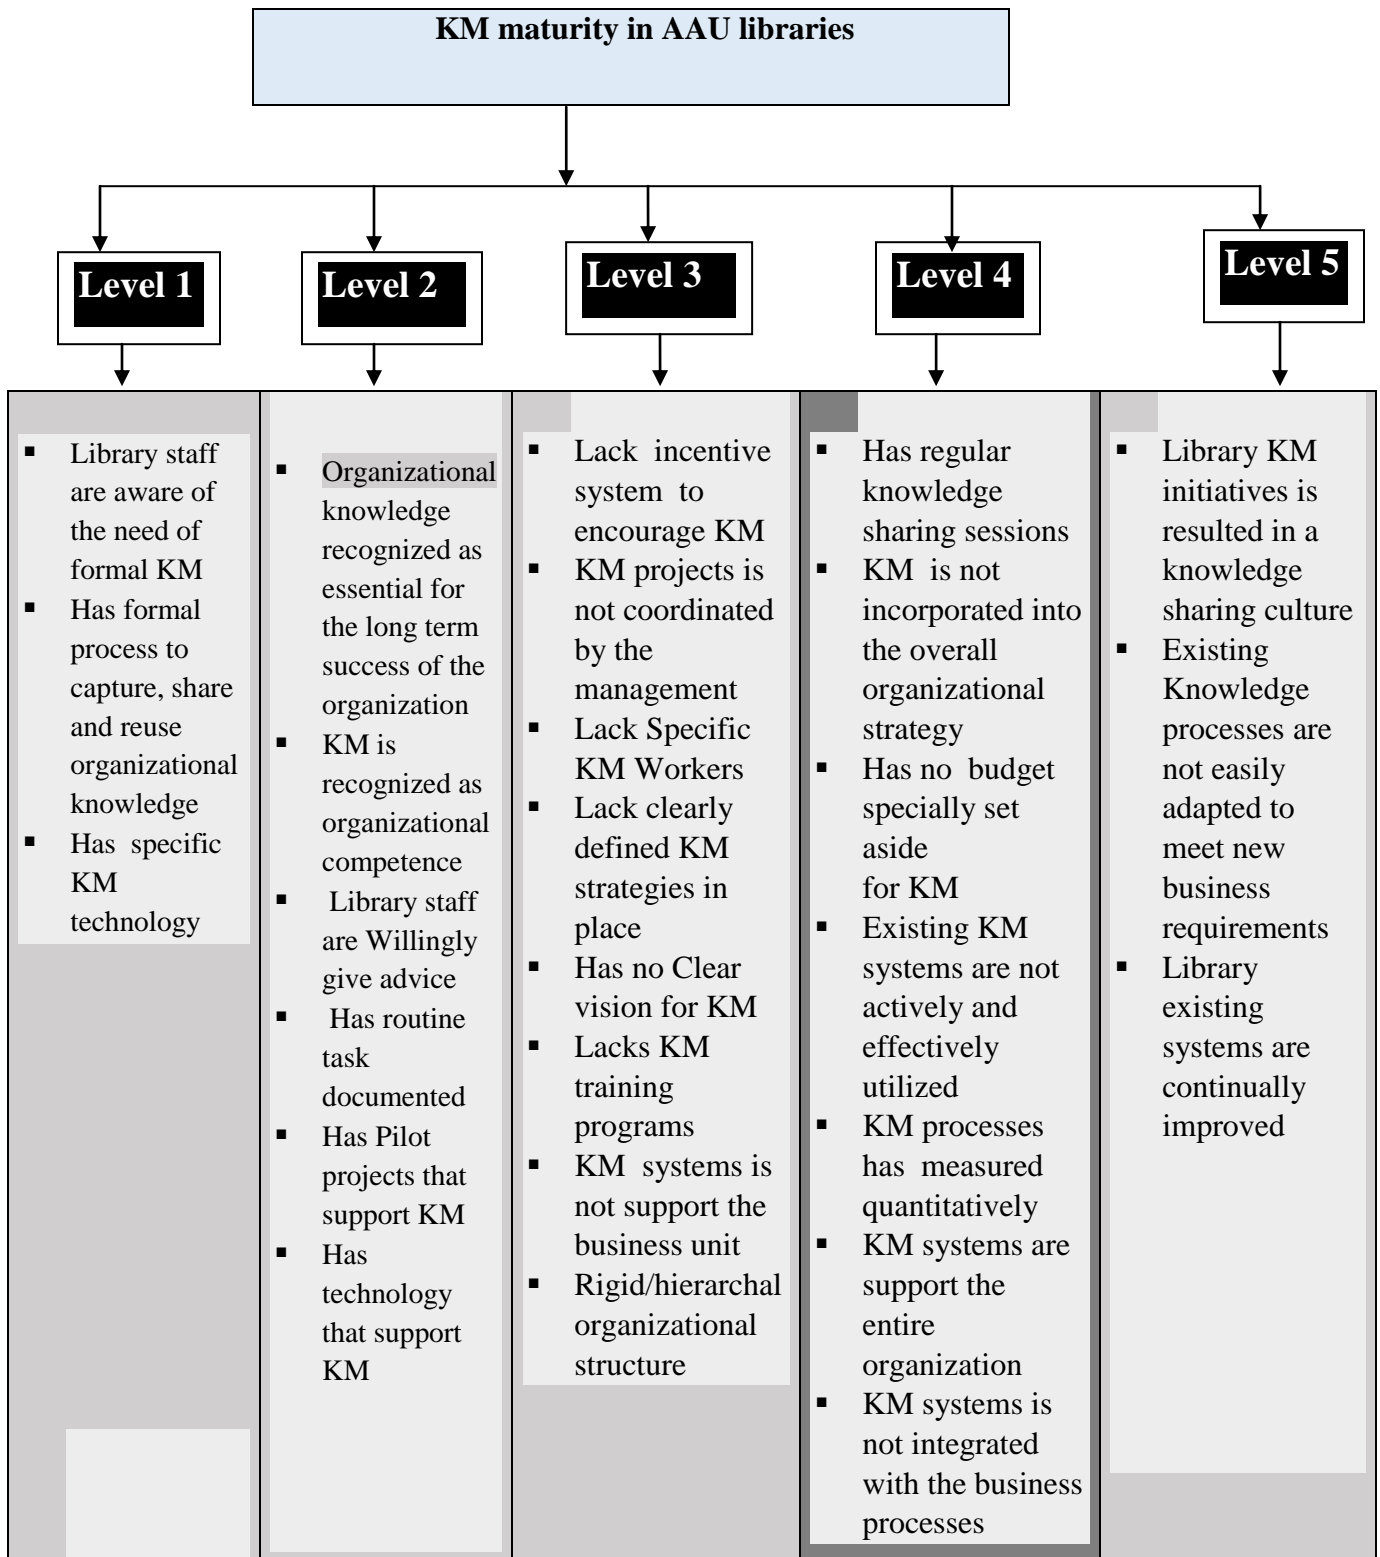 KM maturity in AAU libraries
Level 1
Level 2
Level 3
Level 4
Level 5
▪ Library staff
are aware of
the need of
formal KM
▪ Has formal
process to
capture, share
and reuse
organizational
knowledge
▪ Has specific
KM
technology
▪ Organizational
knowledge
recognized as
essential for
the long term
success of the
organization
▪ KM is
recognized as
organizational
competence
▪ Library staff
are Willingly
give advice
▪ Has routine
task
documented
▪ Has Pilot
projects that
support KM
▪ Has
technology
that support
KM
▪ Lack incentive
system to
encourage KM
▪ KM projects is
not coordinated
by the
management
▪ Lack Specific
KM Workers
▪ Lack clearly
defined KM
strategies in
place
▪ Has no Clear
vision for KM
▪ Lacks KM
training
programs
▪ KM systems is
not support the
business unit
▪ Rigid/hierarchal
organizational
structure
▪ Has regular
knowledge
sharing sessions
▪ KM is not
incorporated into
the overall
organizational
strategy
▪ Has no budget
specially set
aside
for KM
▪ Existing KM
systems are not
actively and
effectively
utilized
▪ KM processes
has measured
quantitatively
▪ KM systems are
support the
entire
organization
▪ KM systems is
not integrated
with the business
processes
▪ Library KM
initiatives is
resulted in a
knowledge
sharing culture
▪ Existing
Knowledge
processes are
not easily
adapted to
meet new
business
requirements
▪ Library
existing
systems are
continually
improved